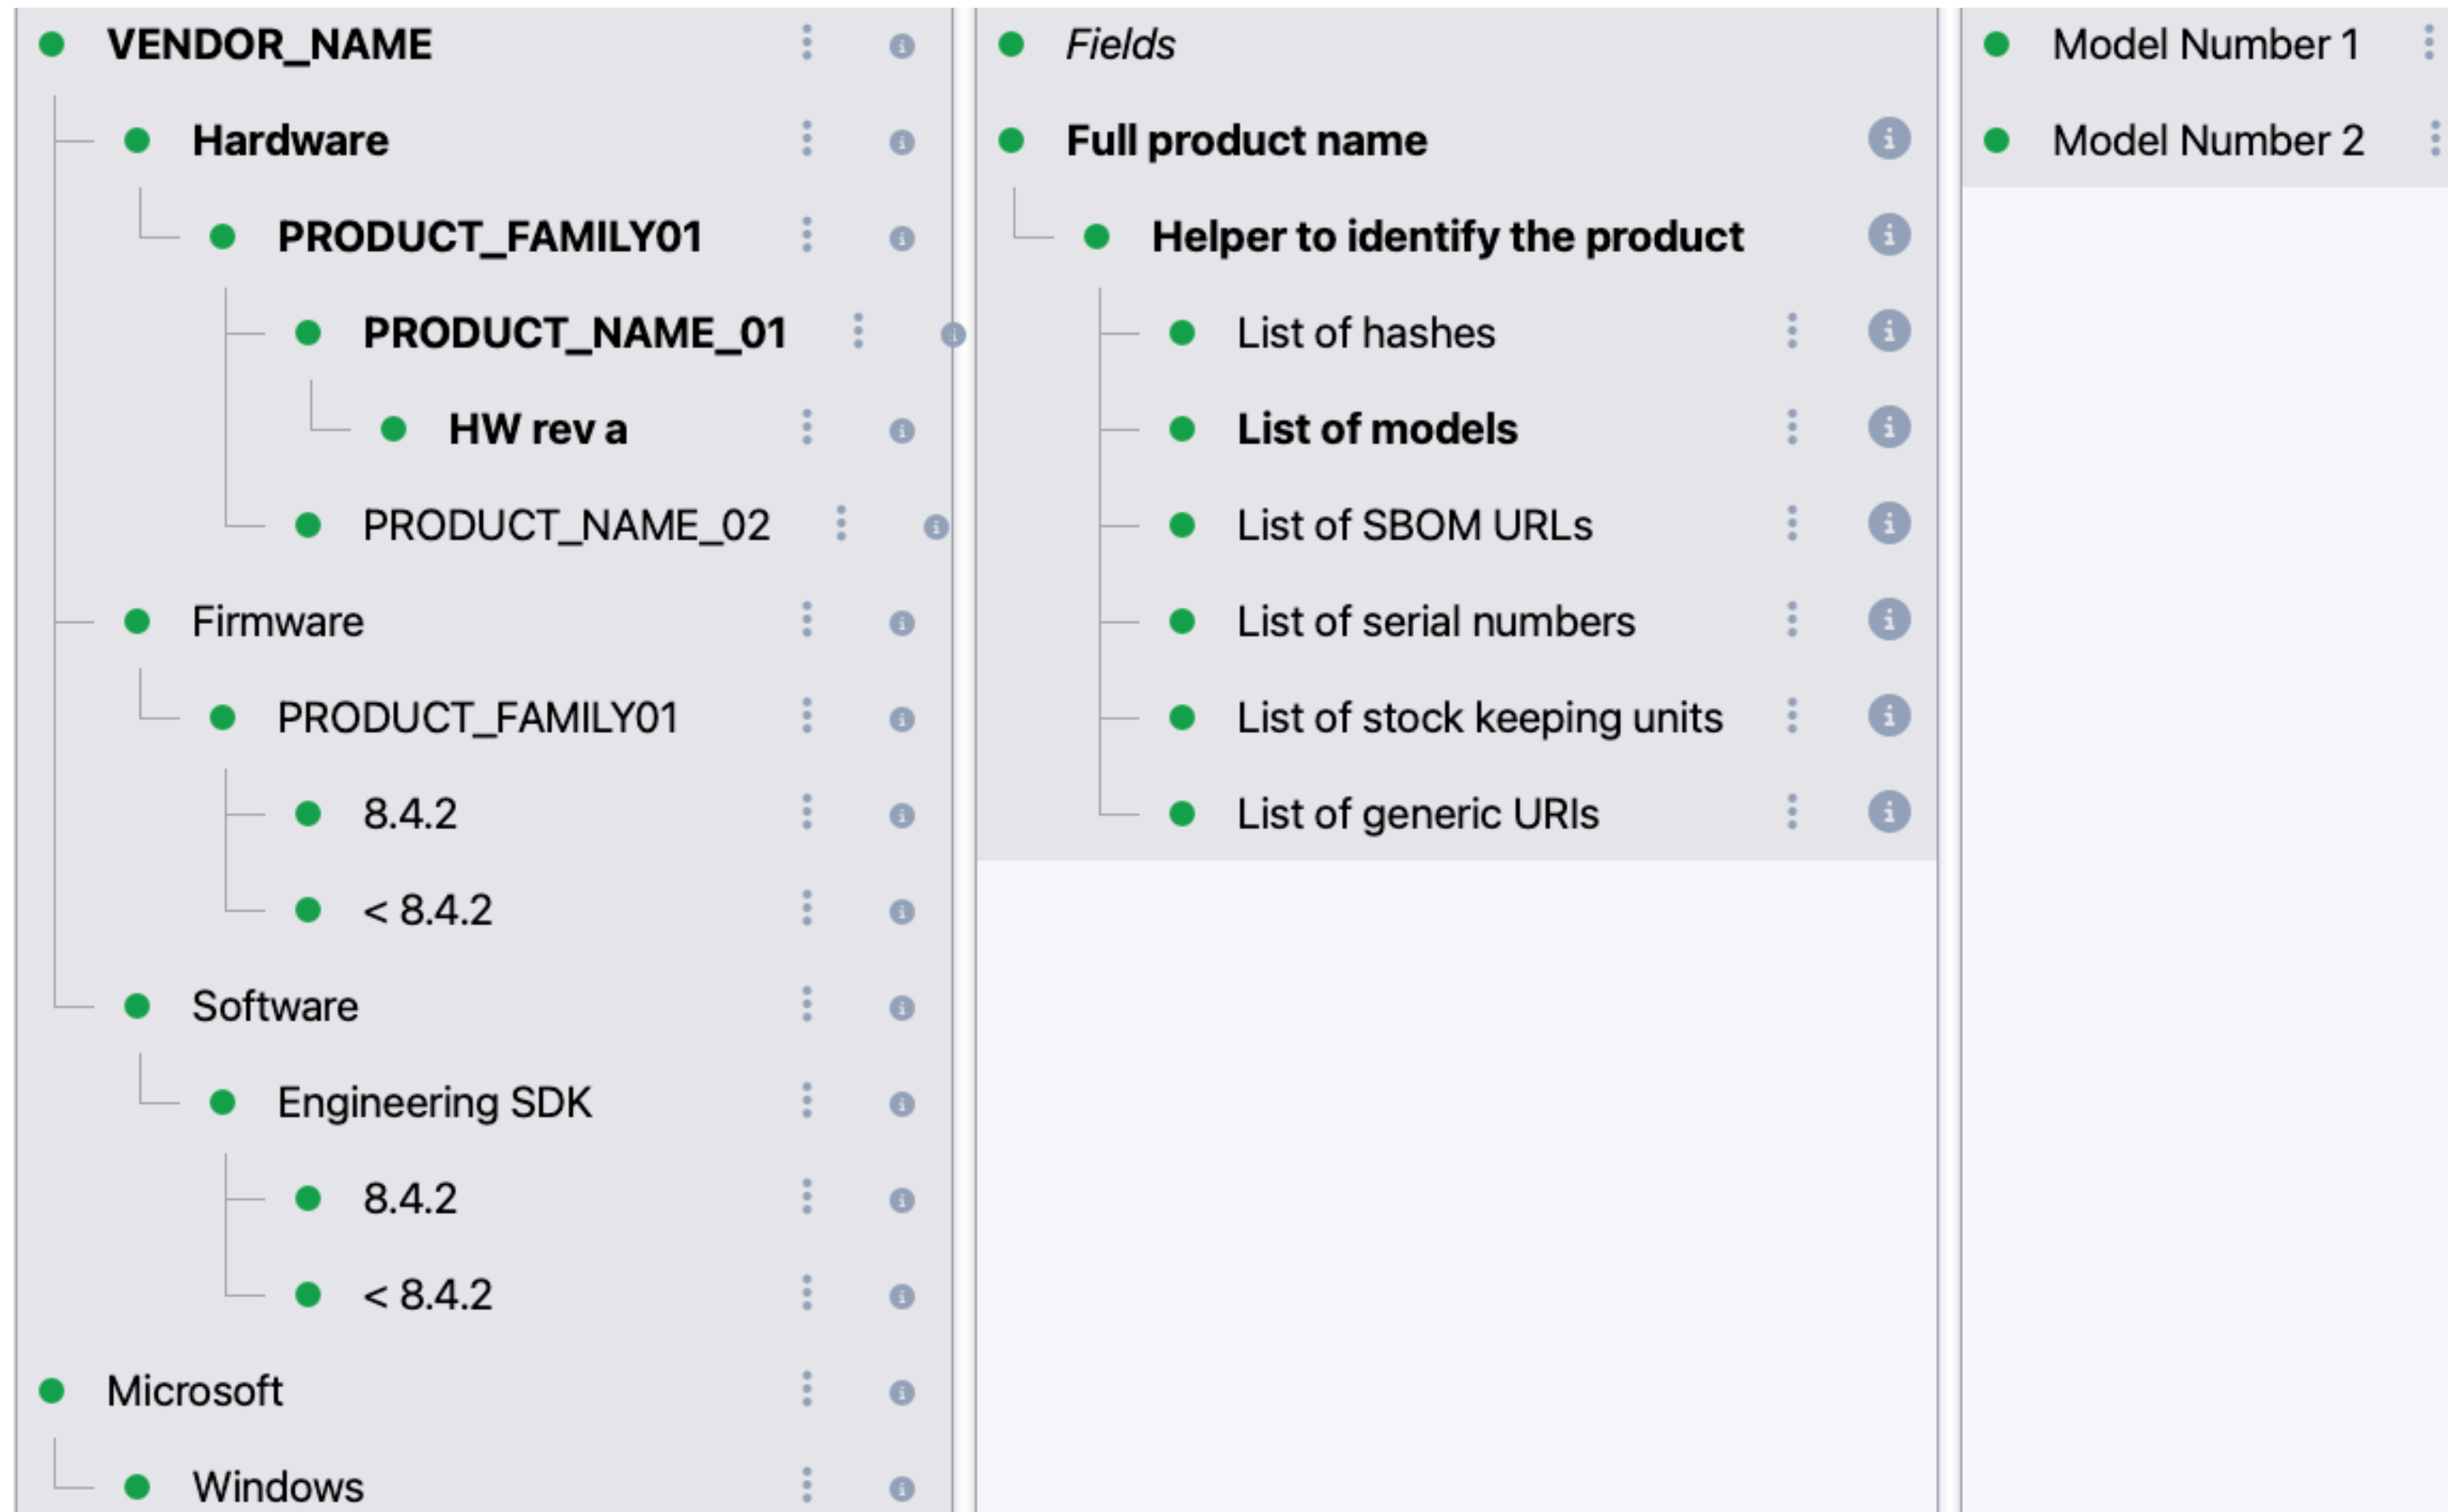 VENDOR_NAME
Hardware
PRODUCT_FAMILY01
PRODUCT_NAME_01
HW rev a
PRODUCT_NAME_02
Firmware
PRODUCT_FAMILY01
8.4.2
< 8.4.2
Software
Engineering SDK
8.4.2
< 8.4.2
Microsoft
Windows
Fields
Full product name
Helper to identify the product
List of hashes
List of models
List of SBOM URLs
List of serial numbers
List of stock keeping units
List of generic URIs
Model Number 1
Model Number 2